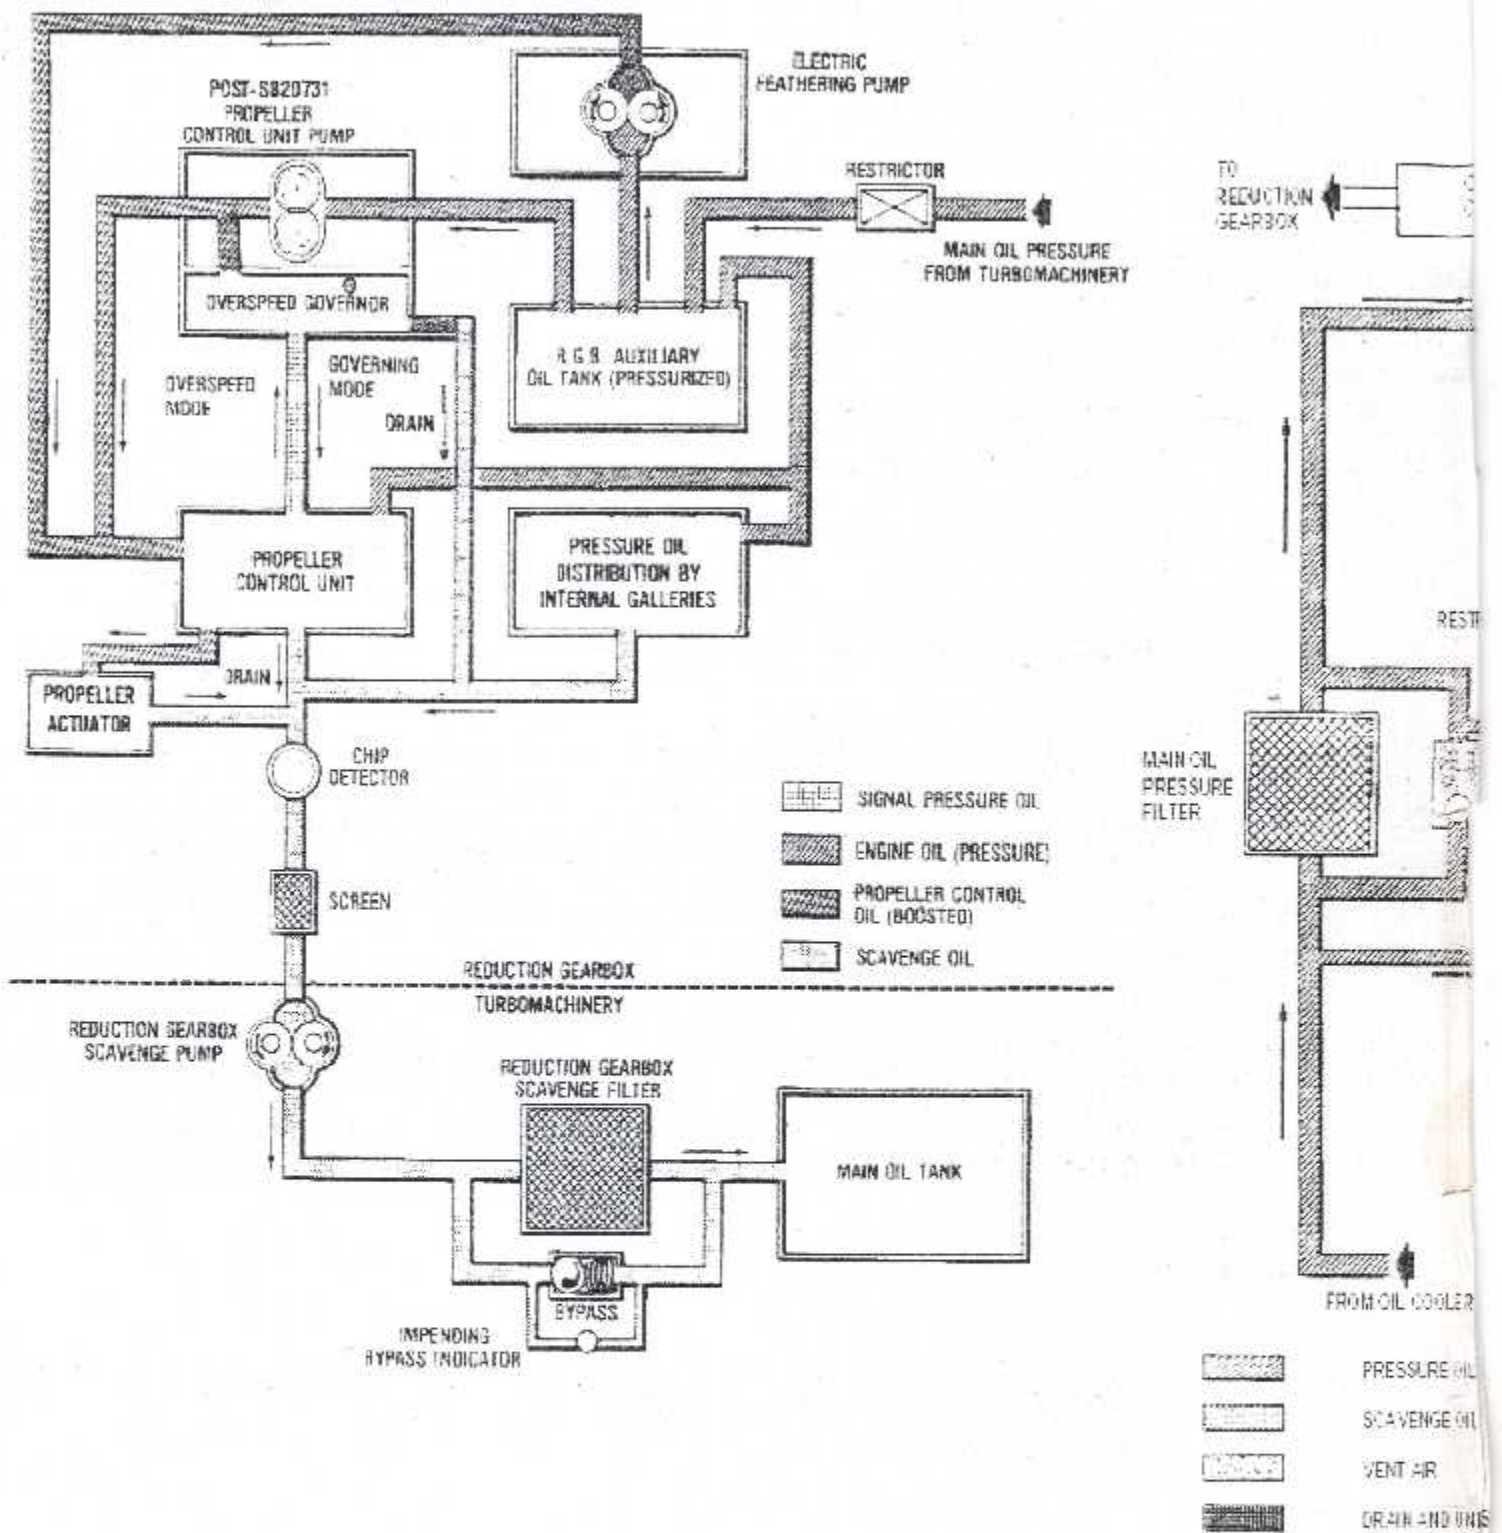 ELECTRIC
FEATHERING PUMP
POST-SB20731
PROPELLER
CONTROL UNIT PUMP
RESTRICTOR
MAIN OIL PRESSURE
FROM TURBOMACHINERY
OVERSPEED GOVERNOR
R.G.B. AUXILIARY
OIL TANK (PRESSURIZED)
OVERSPEED
MODE
GOVERNING
MODE
DRAIN
PROPELLER
CONTROL UNIT
PRESSURE OIL
DISTRIBUTION BY
INTERNAL GALLERIES
DRAIN
PROPELLER
ACTUATOR
CHIP
DETECTOR
SIGNAL PRESSURE OIL
ENGINE OIL (PRESSURE)
PROPELLER CONTROL
OIL (BOOSTED)
SCAVENGE OIL
SCREEN
REDUCTION GEARBOX
TURBOMACHINERY
REDUCTION GEARBOX
SCAVENGE PUMP
REDUCTION GEARBOX
SCAVENGE FILTER
MAIN OIL TANK
BYPASS
IMPENDING
BYPASS INDICATOR
TO
REDUCTION
GEARBOX
MAIN OIL
PRESSURE
FILTER
FROM OIL COOLER
PRESSURE OIL
SCAVENGE OIL
VENT AIR
DRAIN AND